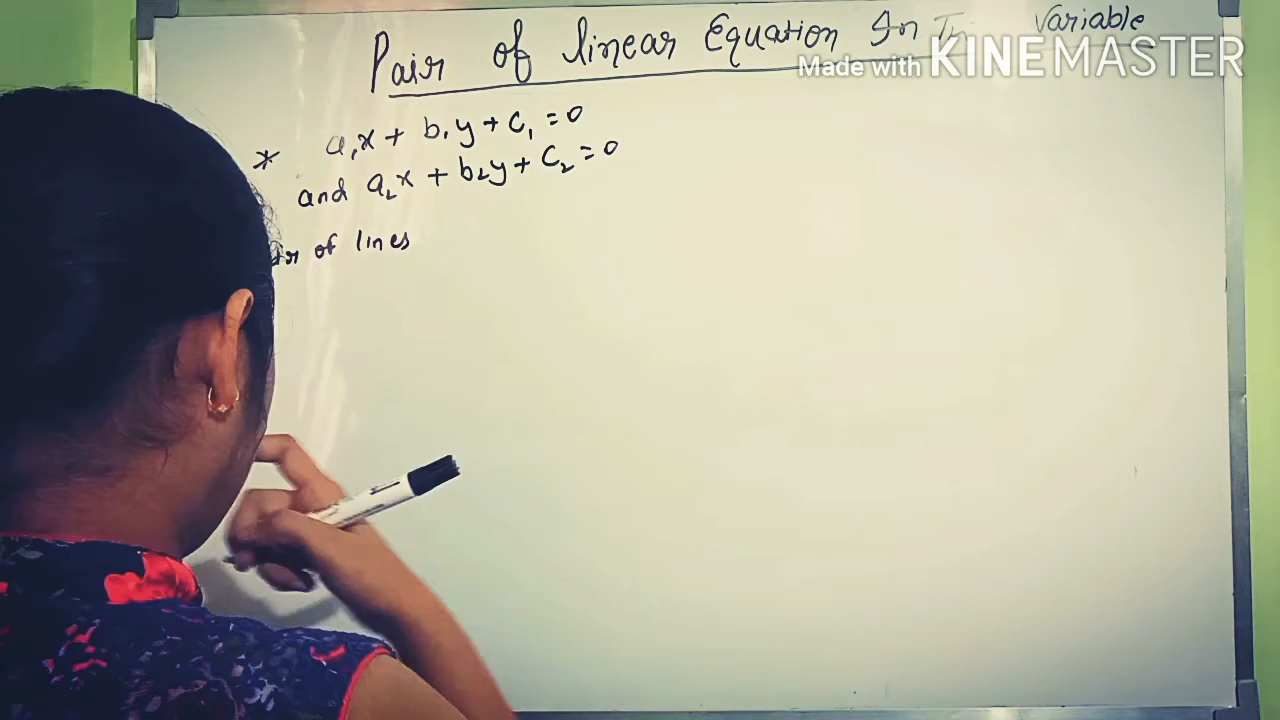 Pair of linear Equation In Variable
Made with KINEMASTER
* a₁x + b₁y + c₁ = 0
and a₂x + b₂y + c₂ = 0
of lines